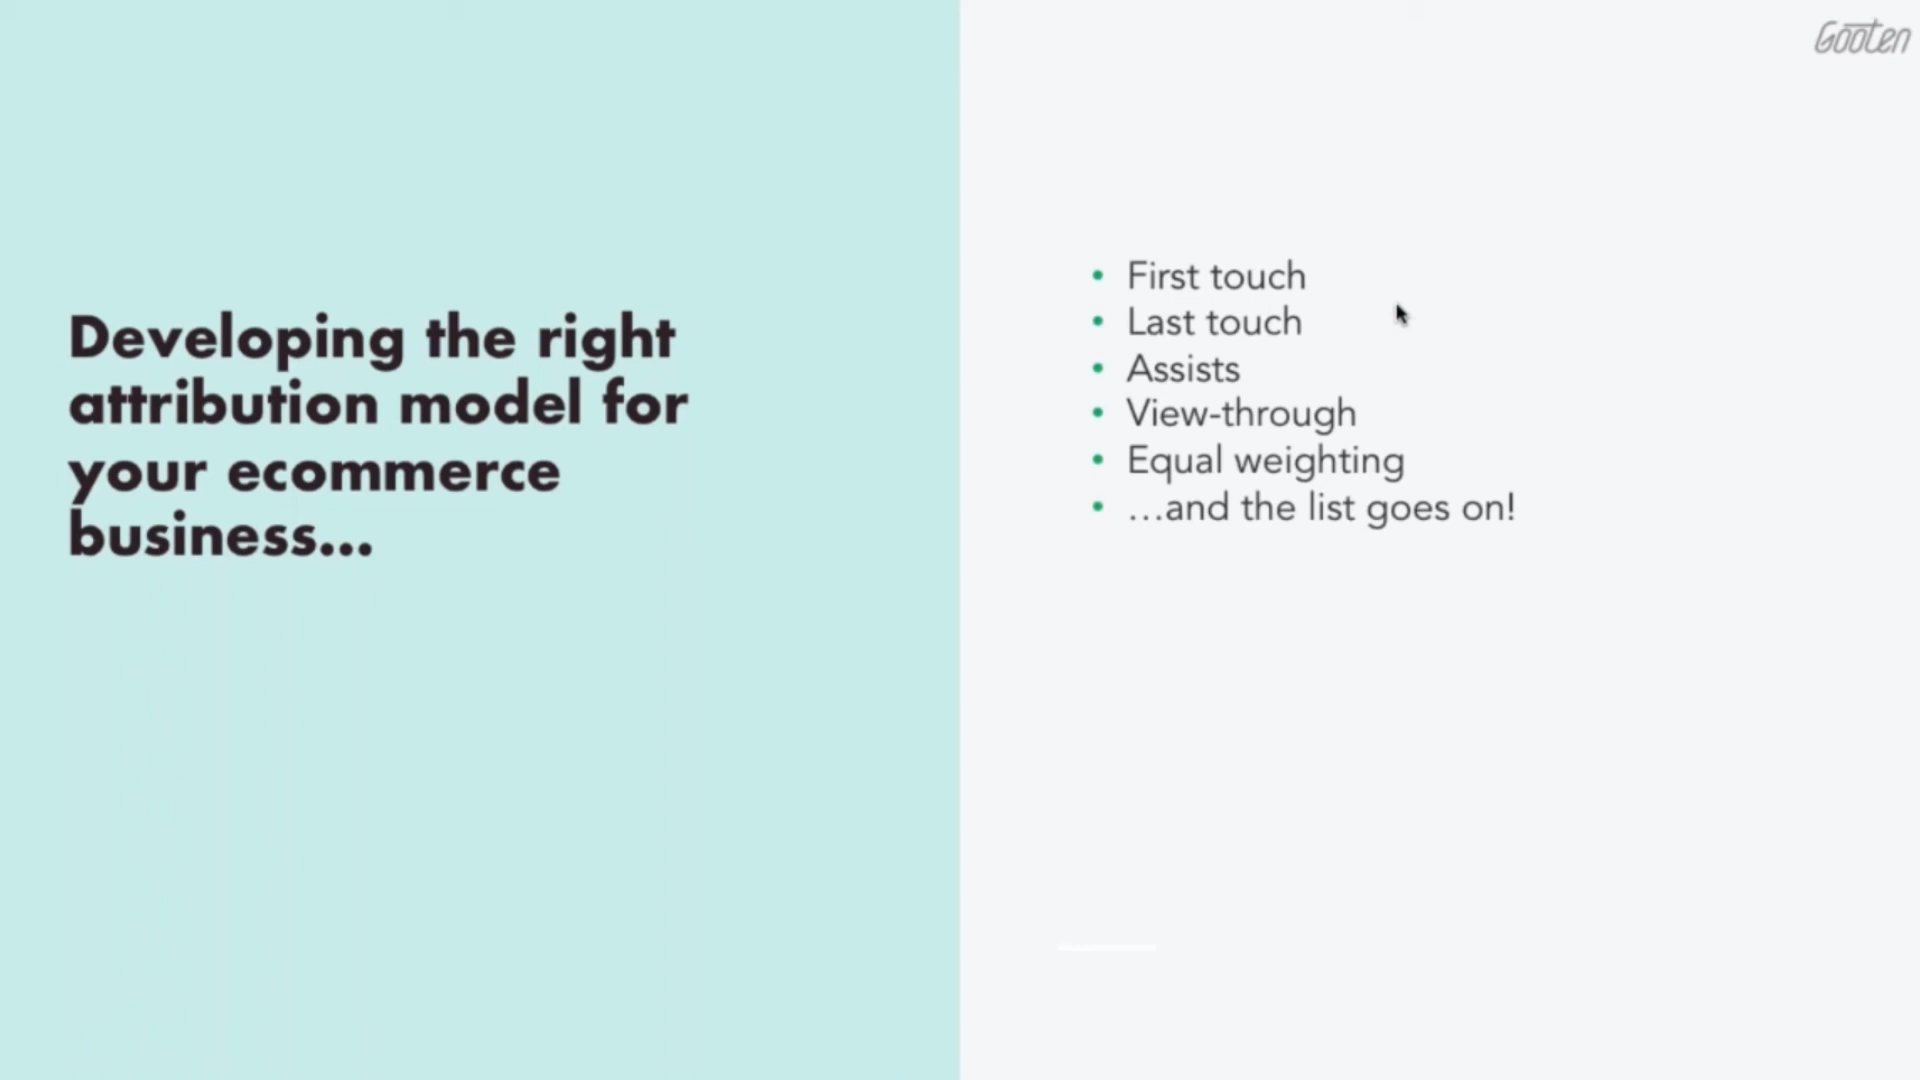 Gooten
Developing the right
attribution model for
your ecommerce
business...
• First touch
• Last touch
• Assists
• View-through
• Equal weighting
• ...and the list goes on!